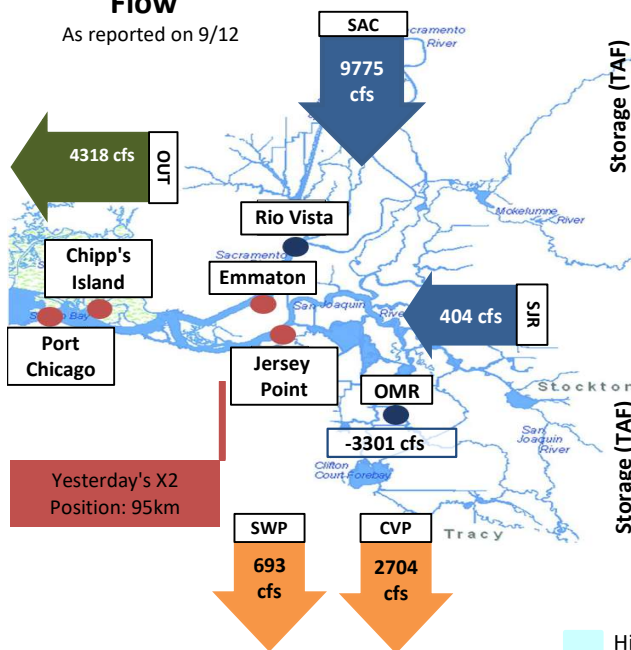 Flow
As reported on 9/12
SAC
Sacramento
River
9775
cfs
Storage (TAF)
4318 cfs
OUT
Mokelumne
River
Rio Vista
Sacramento
Chipp's
Island
Emmaton
San Joaquin
River
404 cfs
SJR
Port
Chicago
Jersey
Point
OMR
Stockton
-3301 cfs
San
Joaquin
River
Storage (TAF)
Clifton
Court Forebay
Yesterday's X2
Position: 95km
Tracy
SWP
CVP
693
cfs
2704
cfs
Hi